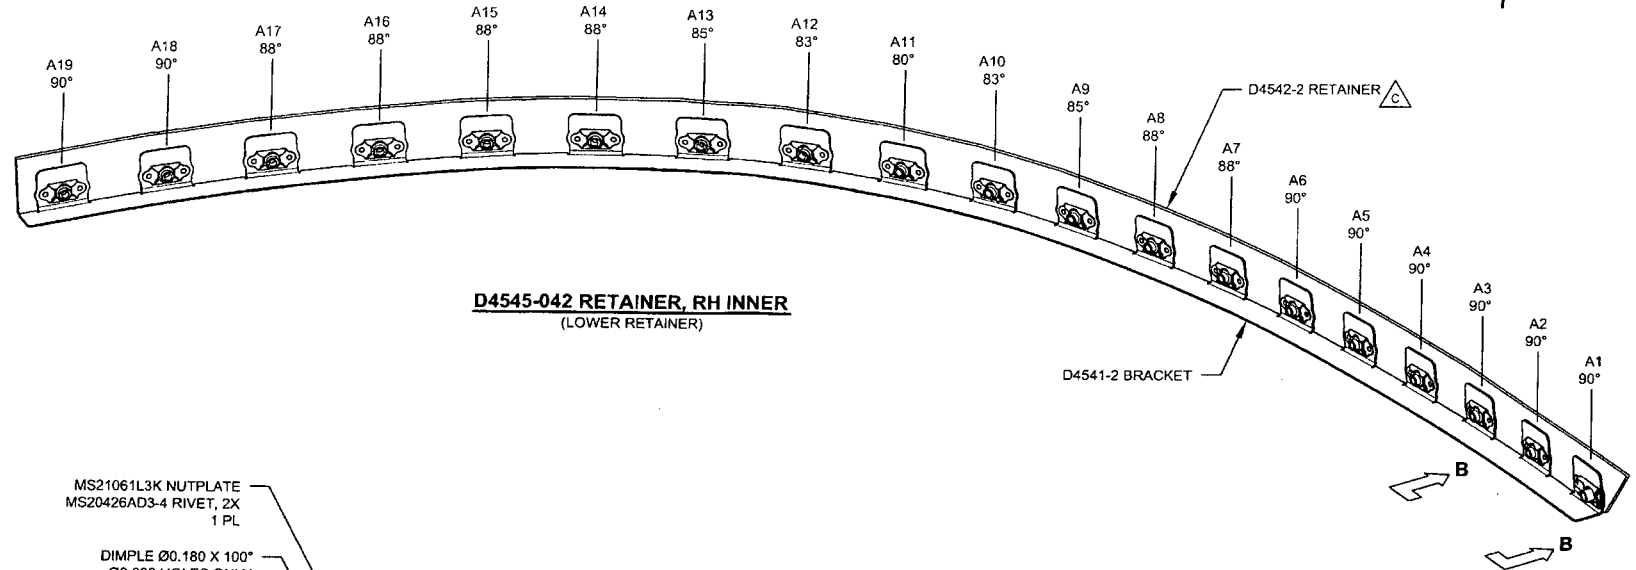 A19
90°
A18
90°
A17
88°
A16
88°
A15
88°
A14
88°
A13
85°
A12
83°
A11
80°
A10
83°
A9
85°
A8
88°
A7
88°
A6
90°
A5
90°
A4
90°
A3
90°
A2
90°
A1
90°
D4542-2 RETAINER
C
D4545-042 RETAINER, RH INNER
(LOWER RETAINER)
D4541-2 BRACKET
B
B
MS21061L3K NUTPLATE
MS20426AD3-4 RIVET, 2X
1 PL
DIMPLE Ø0.180 X 100°